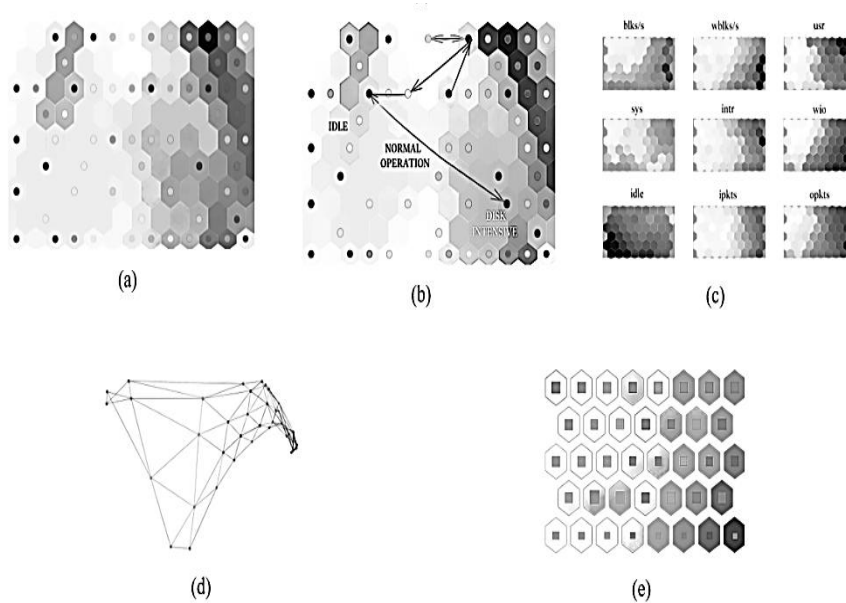 IDLE
NORMAL
OPERATION
DISK
INTENSIVE
blks/s wblks/s usr
sys intr wio
idle ipkts opkts
(a)
(b)
(c)
(d)
(e)